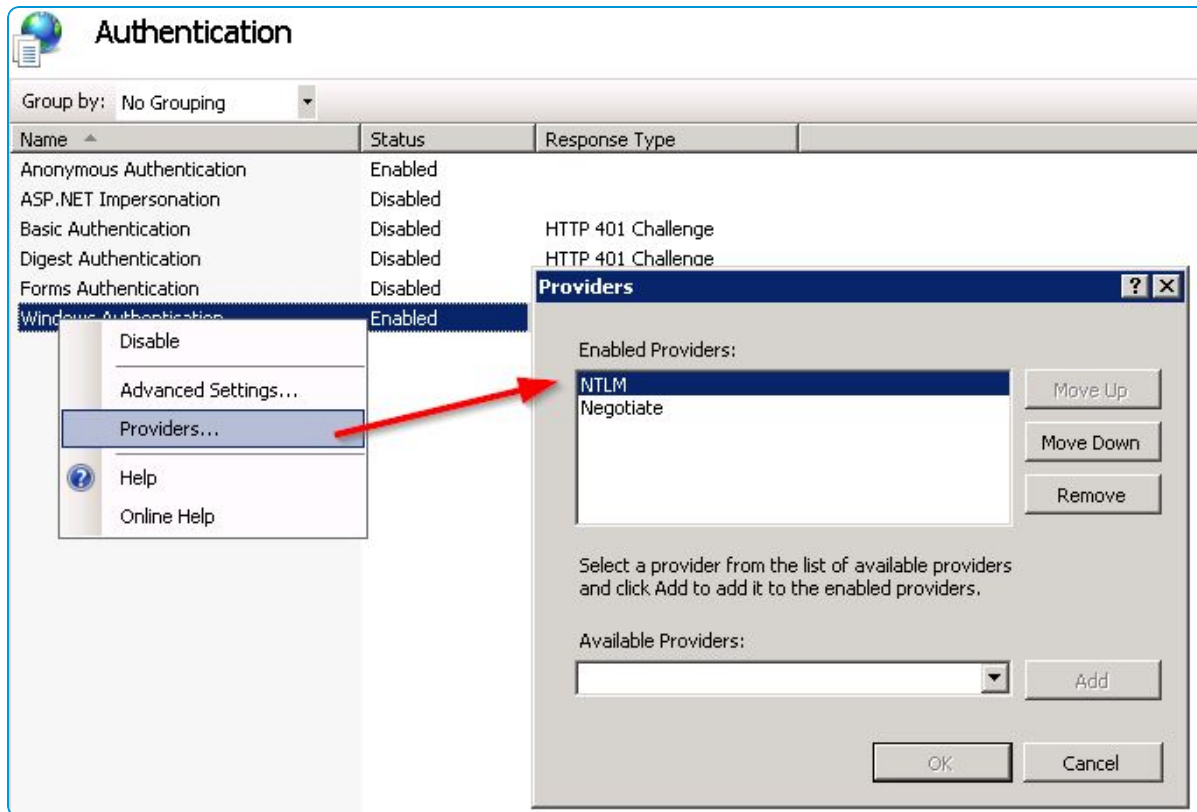 Authentication
Group by: No Grouping
Name Status Response Type
Anonymous Authentication Enabled
ASP.NET Impersonation Disabled
Basic Authentication Disabled HTTP 401 Challenge
Digest Authentication Disabled HTTP 401 Challenge
Forms Authentication Disabled
Windows Authentication Enabled
Disable
Advanced Settings...
Providers...
Help
Online Help
Providers
Enabled Providers:
NTLM
Negotiate
Move Up
Move Down
Remove
Select a provider from the list of available providers
and click Add to add it to the enabled providers.
Available Providers:
Add
OK
Cancel